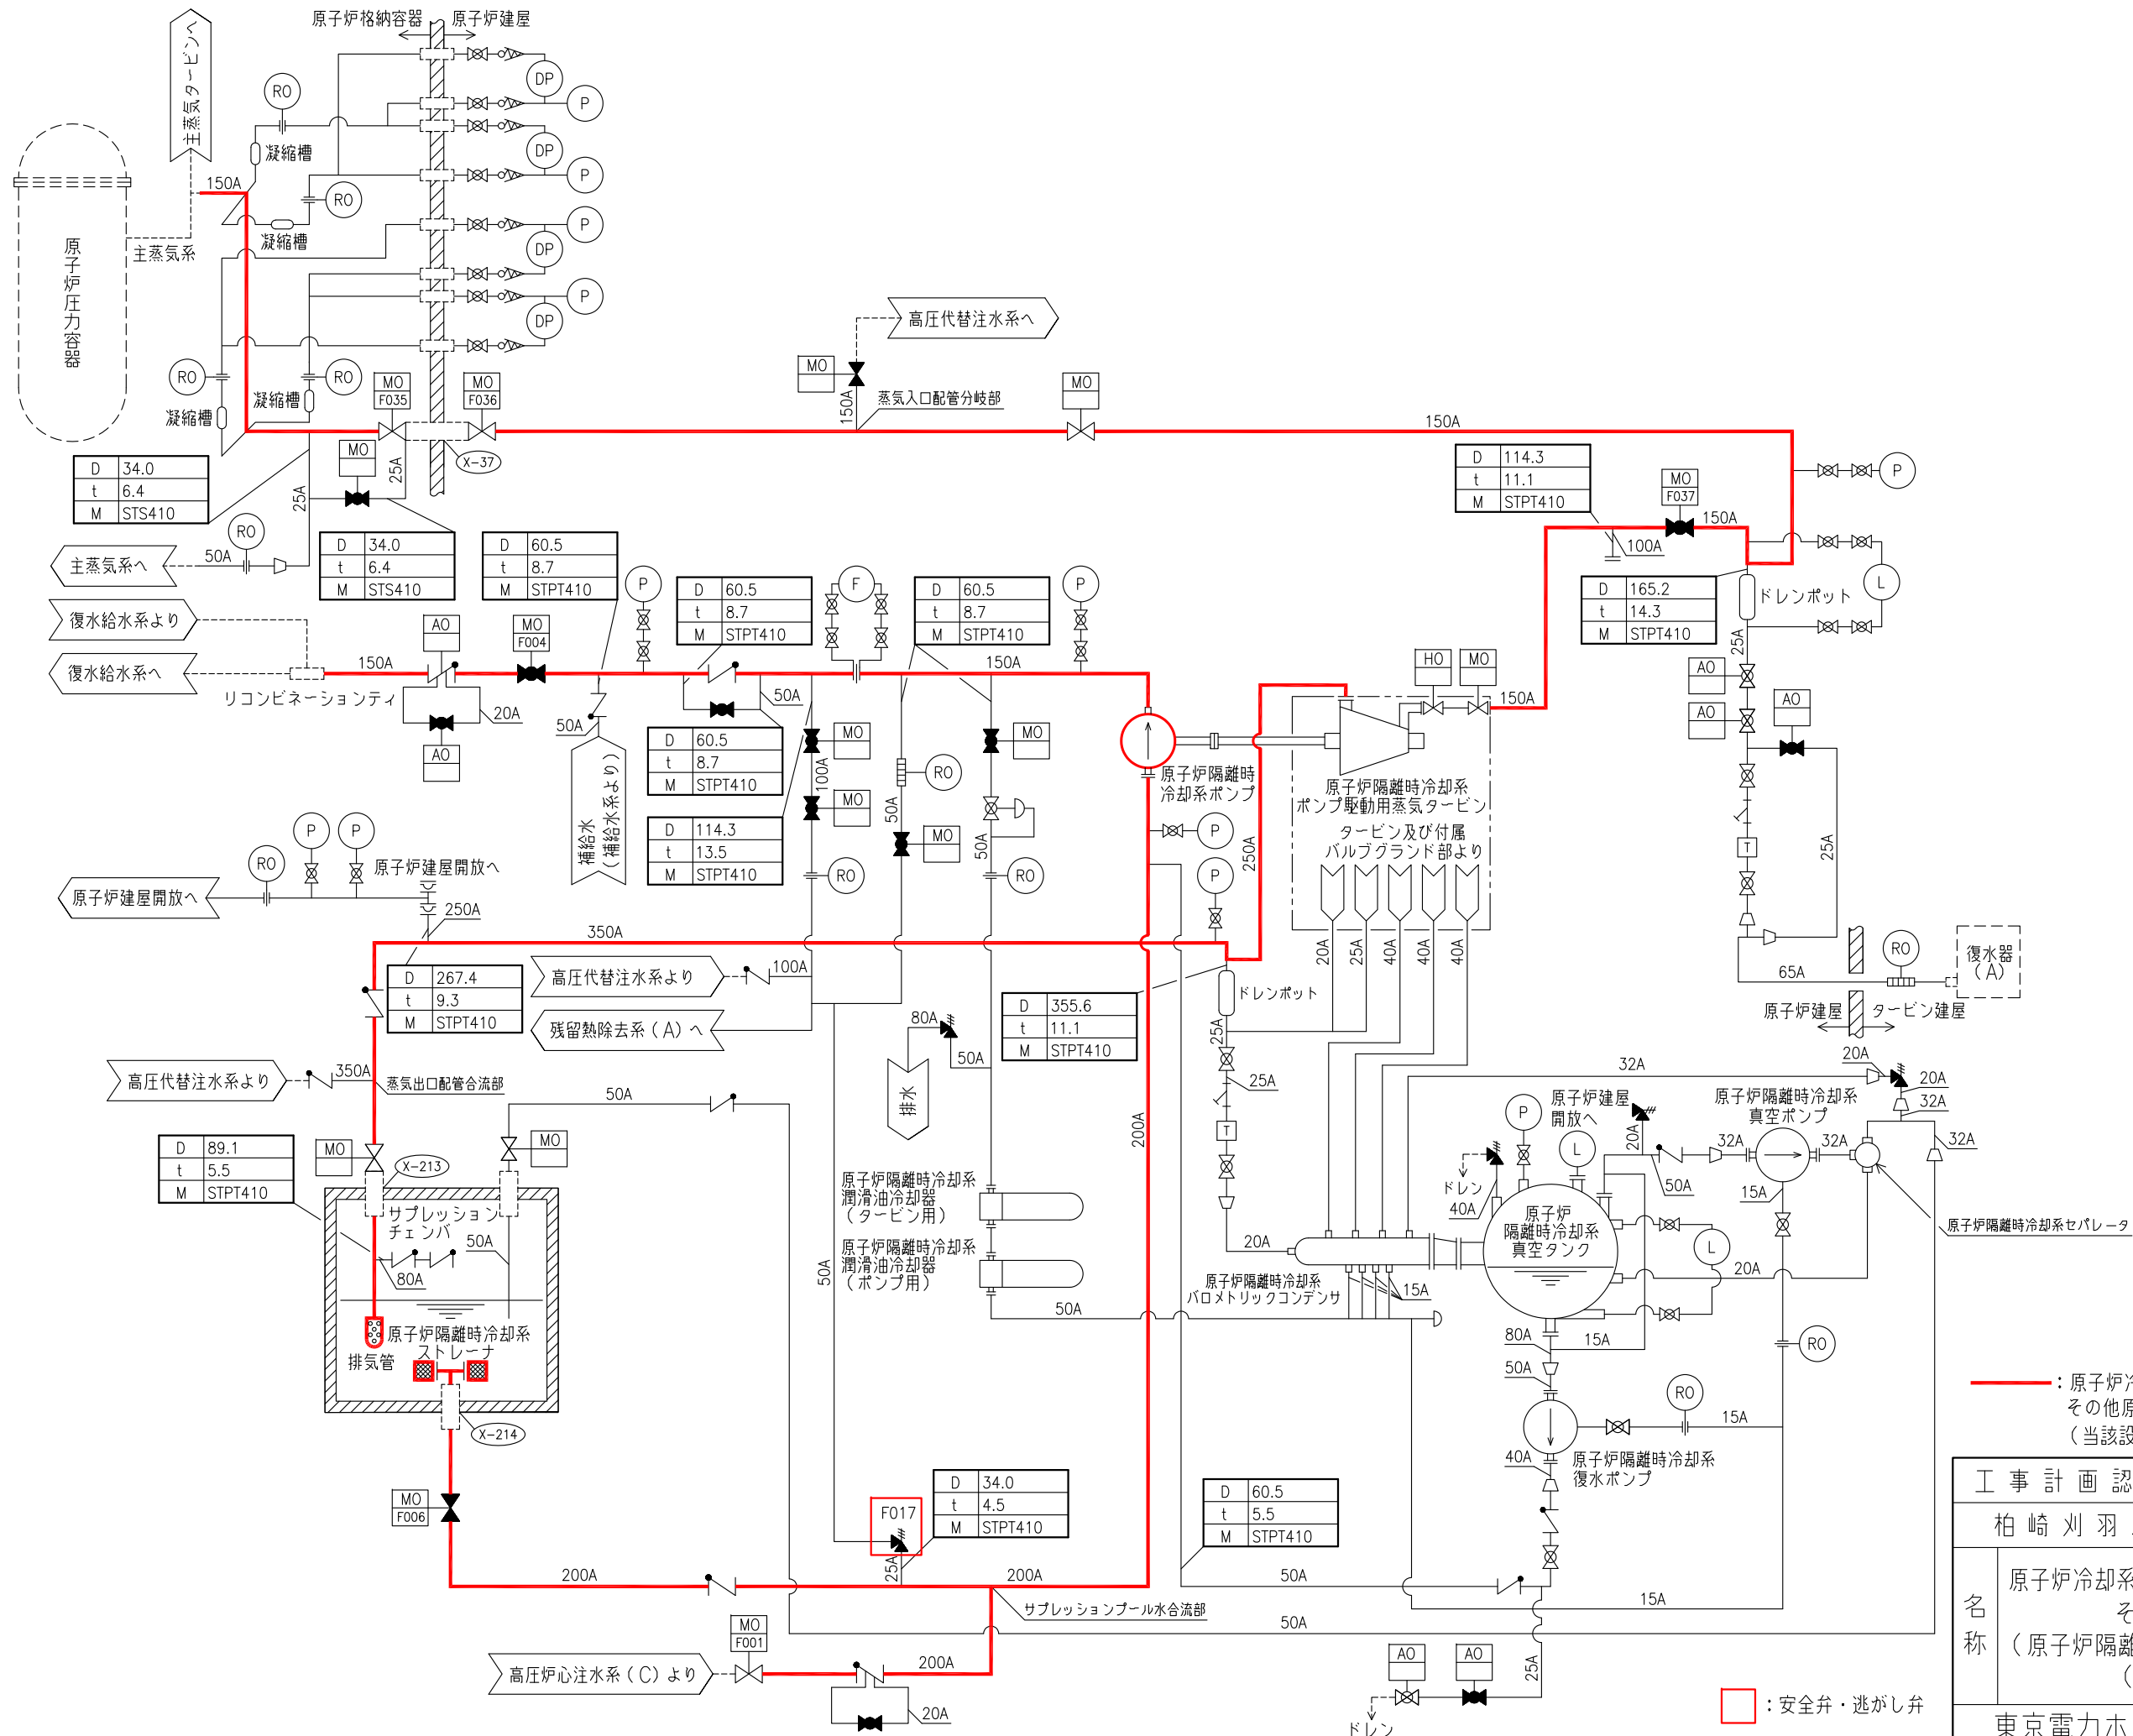 原子炉格納容器
原子炉建屋
主蒸気タービンへ
RO
DP
P
凝縮槽
DP
P
150A
RO
凝縮槽
P
DP
主蒸気系
原子炉圧力容器
P
DP
高圧代替注水系へ
RO
RO
MO
F035
MO
F036
MO
MO
凝縮槽
凝縮槽
150A
蒸気入口配管分岐部
150A
MO
25A
X-37
D 34.0
t 6.4
M STS410
25A
D 114.3
t 11.1
M STPT410
MO
F037
P
150A
RO
50A
主蒸気系へ
D 34.0
t 6.4
M STS410
D 60.5
t 8.7
M STPT410
100A
復水給水系より
復水給水系へ
リコンビネーションティ
P
D 60.5
t 8.7
M STPT410
F
D 60.5
t 8.7
M STPT410
P
D 165.2
t 14.3
M STPT410
ドレンポット
L
25A
AO
MO
F004
150A
150A
20A
AO
50A
50A
HO
MO
150A
AO
AO
AO
D 60.5
t 8.7
M STPT410
MO
100A
MO
RO
MO
原子炉隔離時
冷却系ポンプ
原子炉隔離時冷却系
ポンプ駆動用蒸気タービン
補給水
(補給水系より)
D 114.3
t 13.5
M STPT410
50A
MO
50A
RO
RO
P
P
250A
タービン及び付属
バルブグランド部より
T
25A
P
P
RO
原子炉建屋開放へ
原子炉建屋開放へ
250A
350A
20A
25A
40A
40A
40A
RO
復水器
(A)
65A
原子炉建屋
タービン建屋
D 267.4
t 9.3
M STPT410
高圧代替注水系より
100A
残留熱除去系(A)へ
D 355.6
t 11.1
M STPT410
ドレンポット
80A
50A
排水
25A
25A
T
高圧代替注水系より
350A
蒸気出口配管合流部
50A
32A
20A
20A
32A
32A
原子炉隔離時冷却系
真空ポンプ
P
原子炉建屋
開放へ
L
20A
32A
32A
50A
15A
D 89.1
t 5.5
M STPT410
MO
X-213
MO
200A
ドレン
40A
サプレッション
チェンバ
50A
80A
原子炉隔離時冷却系
潤滑油冷却器
(タービン用)
原子炉隔離時冷却系
潤滑油冷却器
(ポンプ用)
原子炉
隔離時冷却系
真空タンク
L
原子炉隔離時冷却系セパレータ
20A
20A
原子炉隔離時冷却系
バロメトリックコンデンサ
15A
50A
50A
原子炉隔離時冷却系
ストレーナ
排気管
80A
15A
RO
50A
X-214
RO
15A
原子炉隔離時冷却系
復水ポンプ
40A
:原子炉冷
その他原
(当該設
MO
F006
F017
25A
D 34.0
t 4.5
M STPT410
D 60.5
t 5.5
M STPT410
工事計画認
柏崎刈羽
名称
原子炉冷却系
そ
(原子炉隔離
(
東京電力ホ
200A
200A
50A
15A
サプレッションプール水合流部
50A
MO
F001
高圧炉心注水系(C)より
200A
20A
AO
AO
25A
ドレン
:安全弁・逃がし弁